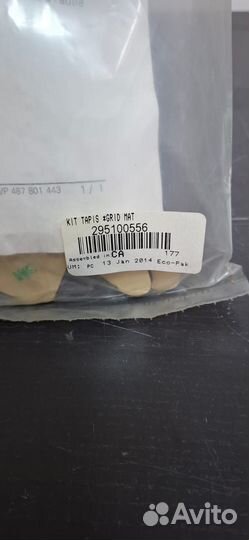 VP 487 801 443 1 / 1
KIT TAPIS #GRID MAT
295100556
Assembled in CA 177
UM: PC 13 Jan 2014 Eco-Pak
Avito